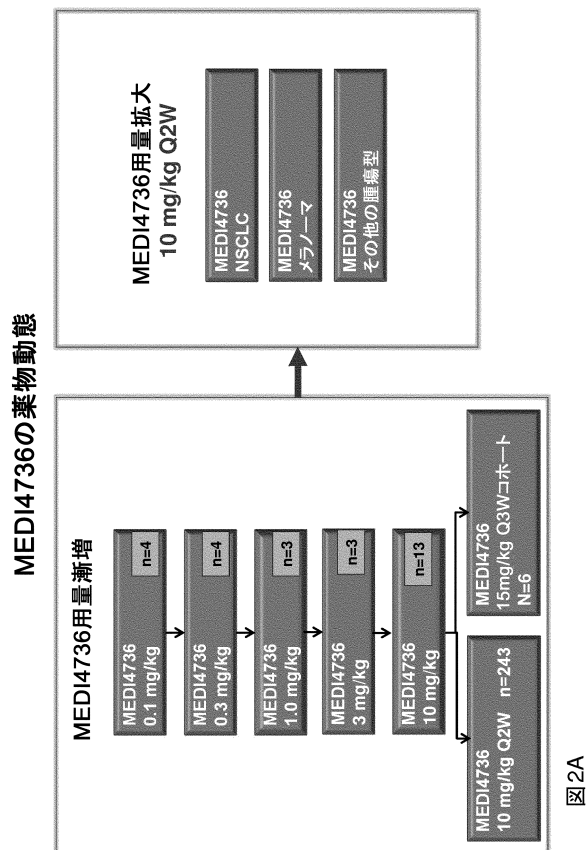 MEDI4736の薬物動態
MEDI4736用量漸増
MEDI4736
0.1 mg/kg
n=4
MEDI4736
0.3 mg/kg
n=4
MEDI4736
1.0 mg/kg
n=3
MEDI4736
3 mg/kg
n=3
MEDI4736
10 mg/kg
n=13
MEDI4736
10 mg/kg Q2W n=243
MEDI4736
15mg/kg Q3Wコホート
N=6
MEDI4736用量拡大
10 mg/kg Q2W
MEDI4736
NSCLC
MEDI4736
メラノーマ
MEDI4736
その他の腫瘍型
図2A